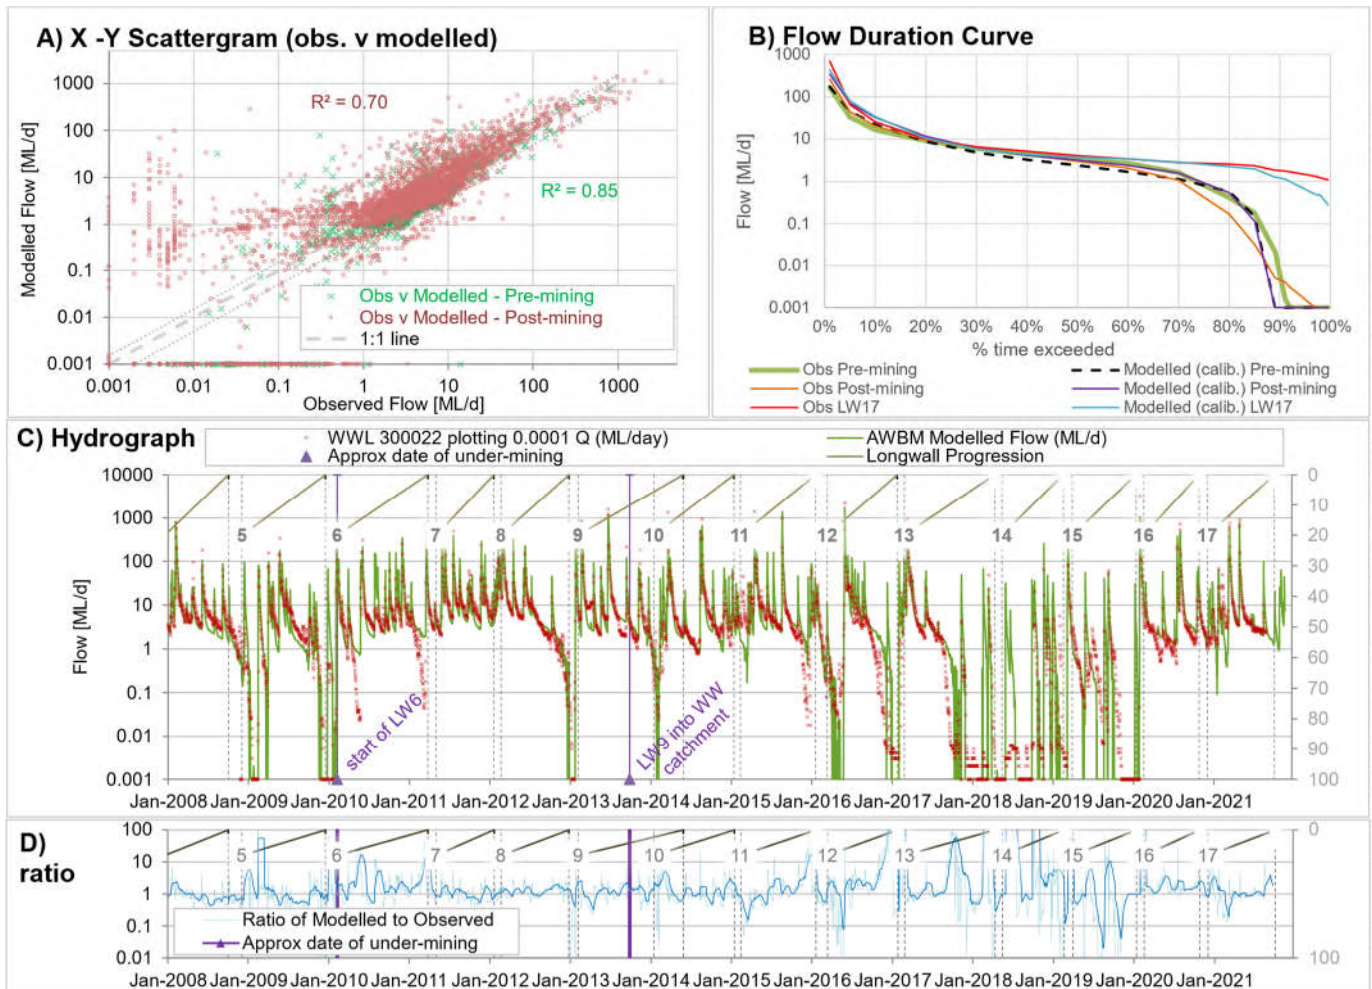 A) X -Y Scattergram (obs. v modelled)
1000
100
10
1
0.1
0.01
0.001
Modelled Flow [ML/d]
R² = 0.70
R² = 0.85
Obs v Modelled - Pre-mining
Obs v Modelled - Post-mining
1:1 line
0.001 0.01 0.1 1 10 100 1000
Observed Flow [ML/d]
B) Flow Duration Curve
1000
100
10
1
0.1
0.01
0.001
Flow [ML/d]
0% 10% 20% 30% 40% 50% 60% 70% 80% 90% 100%
% time exceeded
Obs Pre-mining
Modelled (calib.) Pre-mining
Obs Post-mining
Modelled (calib.) Post-mining
Obs LW17
Modelled (calib.) LW17
C) Hydrograph
WWL 300022 plotting 0.0001 Q (ML/day)
AWBM Modelled Flow (ML/d)
Approx date of under-mining
Longwall Progression
10000
1000
100
10
1
0.1
0.01
0.001
Flow [ML/d]
0
10
20
30
40
50
60
70
80
90
100
5 6 7 8 9 10 11 12 13 14 15 16 17
start of LW6
LW9 into WW
catchment
Jan-2008 Jan-2009 Jan-2010 Jan-2011 Jan-2012 Jan-2013 Jan-2014 Jan-2015 Jan-2016 Jan-2017 Jan-2018 Jan-2019 Jan-2020 Jan-2021
D)
ratio
100
10
1
0.1
0.01
0
100
5 6 7 8 9 10 11 12 13 14 15 16 17
Ratio of Modelled to Observed
Approx date of under-mining
Jan-2008 Jan-2009 Jan-2010 Jan-2011 Jan-2012 Jan-2013 Jan-2014 Jan-2015 Jan-2016 Jan-2017 Jan-2018 Jan-2019 Jan-2020 Jan-2021